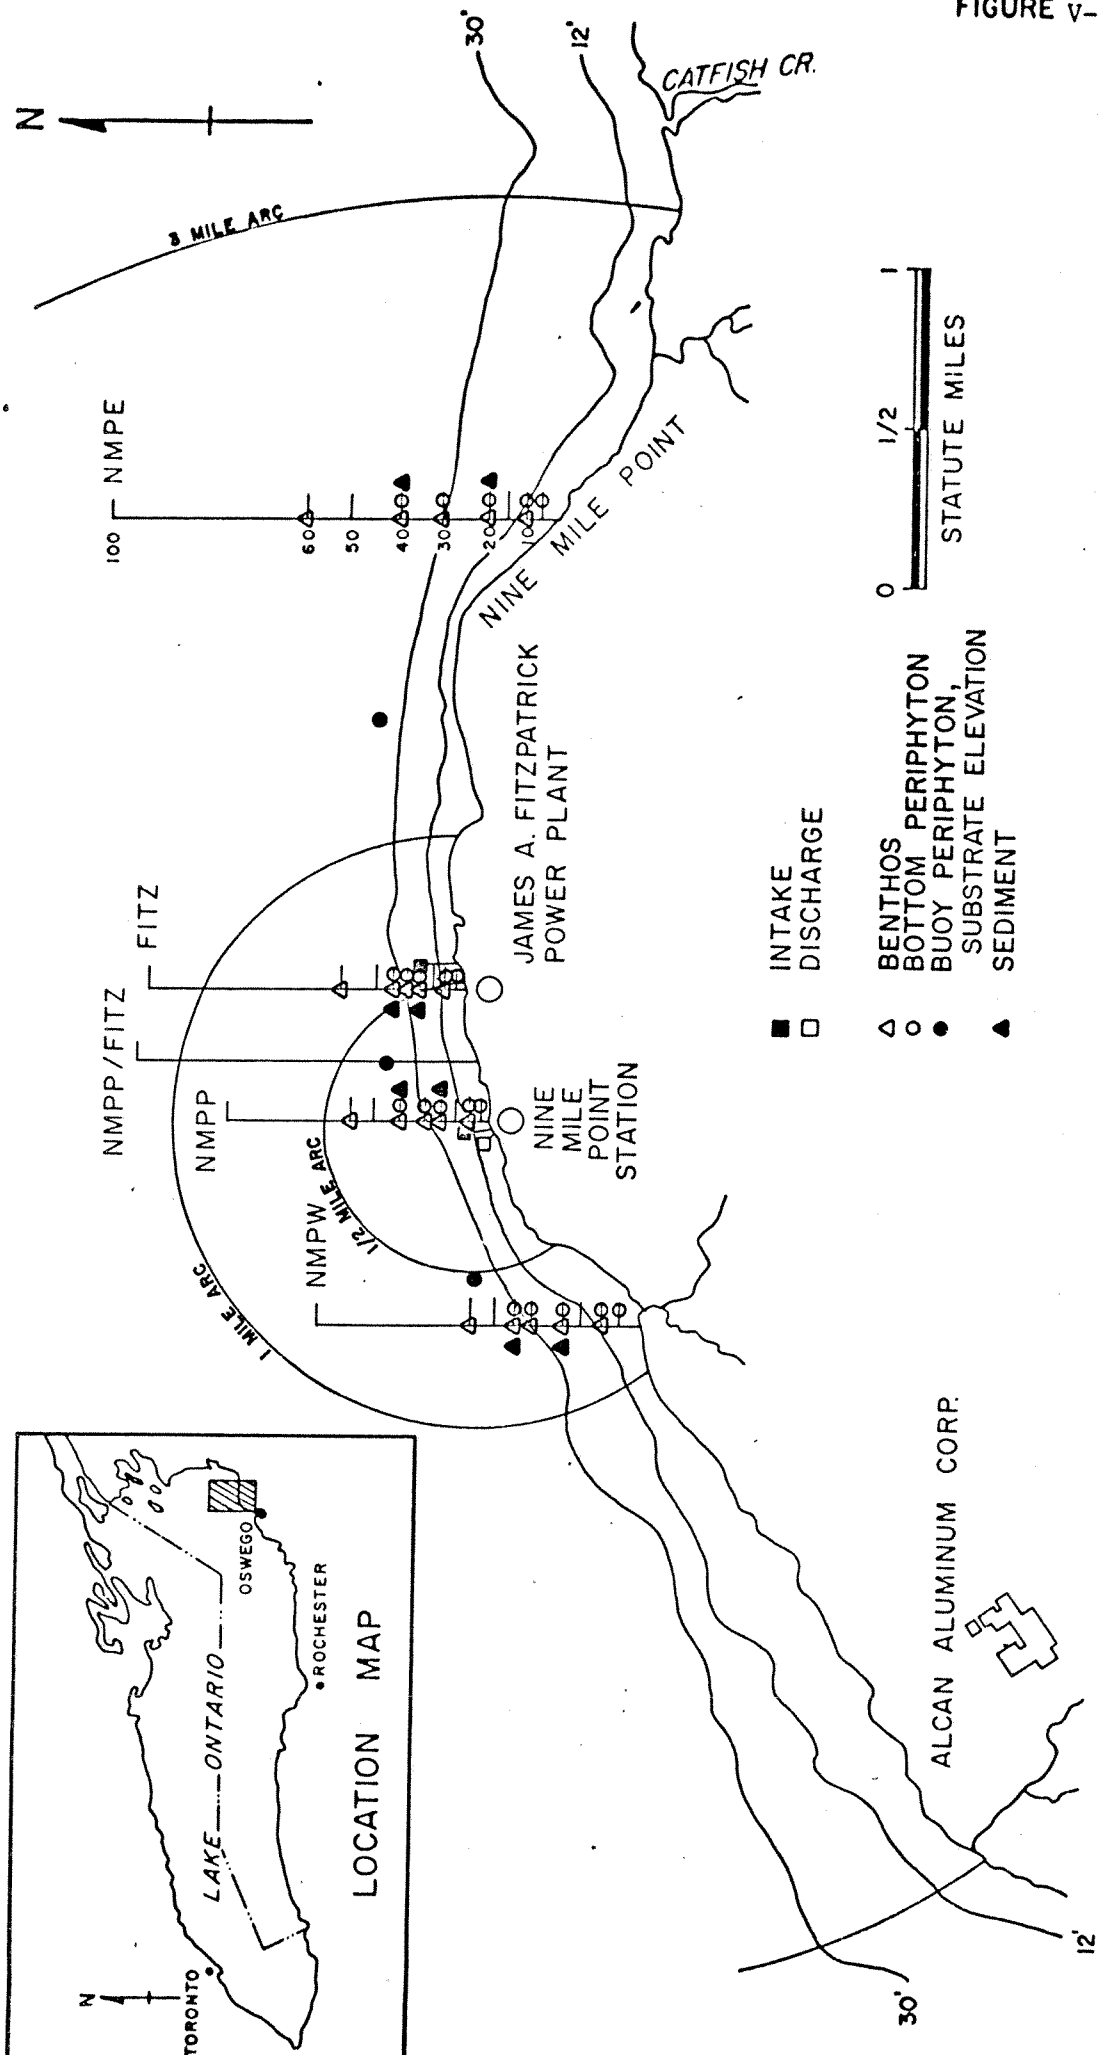 FIGURE V-
N
30'
12'
CATFISH CR.
3 MILE ARC
100
NMPE
60
50
40
30
20
10
NINE MILE POINT
FITZ
NMPP/FITZ
NMPP
NMPW
1/2 MILE ARC
1 MILE ARC
JAMES A. FITZPATRICK
POWER PLANT
NINE
MILE
POINT
STATION
ALCAN ALUMINUM CORP.
30'
12'
0 1/2 1
STATUTE MILES
INTAKE
DISCHARGE
BENTHOS
BOTTOM PERIPHYTON
BUOY PERIPHYTON,
SUBSTRATE ELEVATION
SEDIMENT
N
TORONTO
LAKE ONTARIO
OSWEGO
ROCHESTER
LOCATION MAP